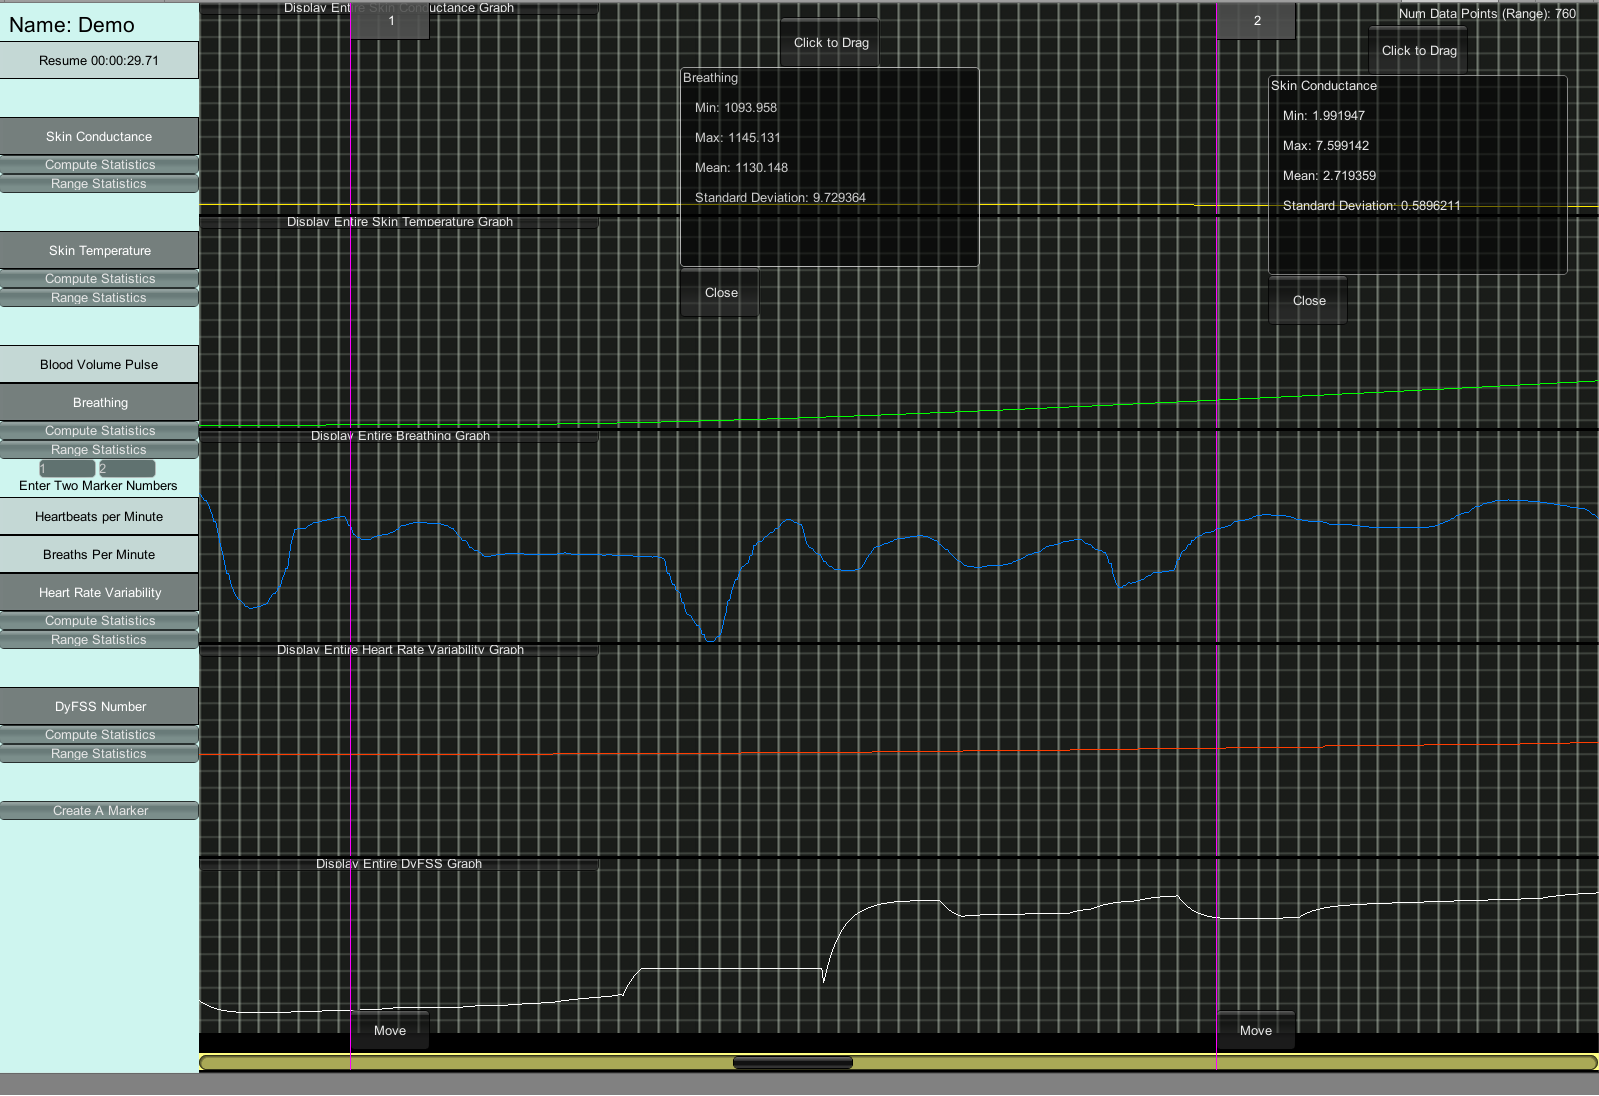 Name: Demo
Resume 00:00:29.71
Skin Conductance
Compute Statistics
Range Statistics
Skin Temperature
Compute Statistics
Range Statistics
Blood Volume Pulse
Breathing
Compute Statistics
Range Statistics
1 2
Enter Two Marker Numbers
Heartbeats per Minute
Breaths Per Minute
Heart Rate Variability
Compute Statistics
Range Statistics
DyFSS Number
Compute Statistics
Range Statistics
Create A Marker
Display Entire Skin Conductance Graph
1
2
Num Data Points (Range): 760
Click to Drag
Breathing
Min: 1093.958
Max: 1145.131
Mean: 1130.148
Standard Deviation: 9.729364
Close
Click to Drag
Skin Conductance
Min: 1.991947
Max: 7.599142
Mean: 2.719359
Standard Deviation: 0.5896211
Close
Display Entire Skin Temperature Graph
Display Entire Breathing Graph
Display Entire Heart Rate Variability Graph
Display Entire DyFSS Graph
Move
Move